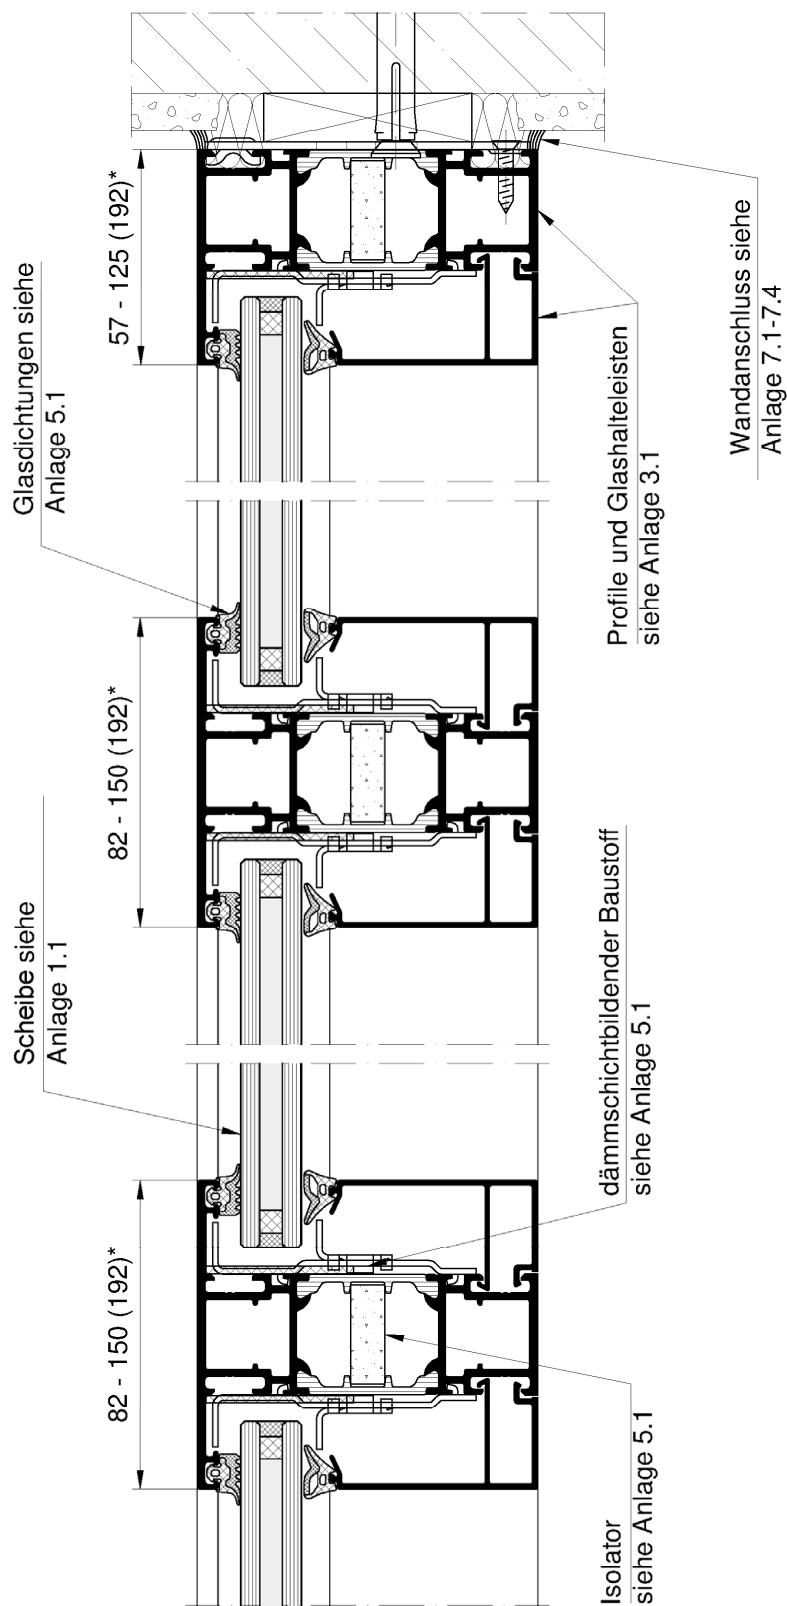 57 - 125 (192)*
Wandanschluss siehe
Anlage 7.1-7.4
Glasdichtungen siehe
Anlage 5.1
Profile und Glashalteleisten
siehe Anlage 3.1
82 - 150 (192)*
Scheibe siehe
Anlage 1.1
dämmschichtbildender Baustoff
siehe Anlage 5.1
82 - 150 (192)*
Isolator
siehe Anlage 5.1